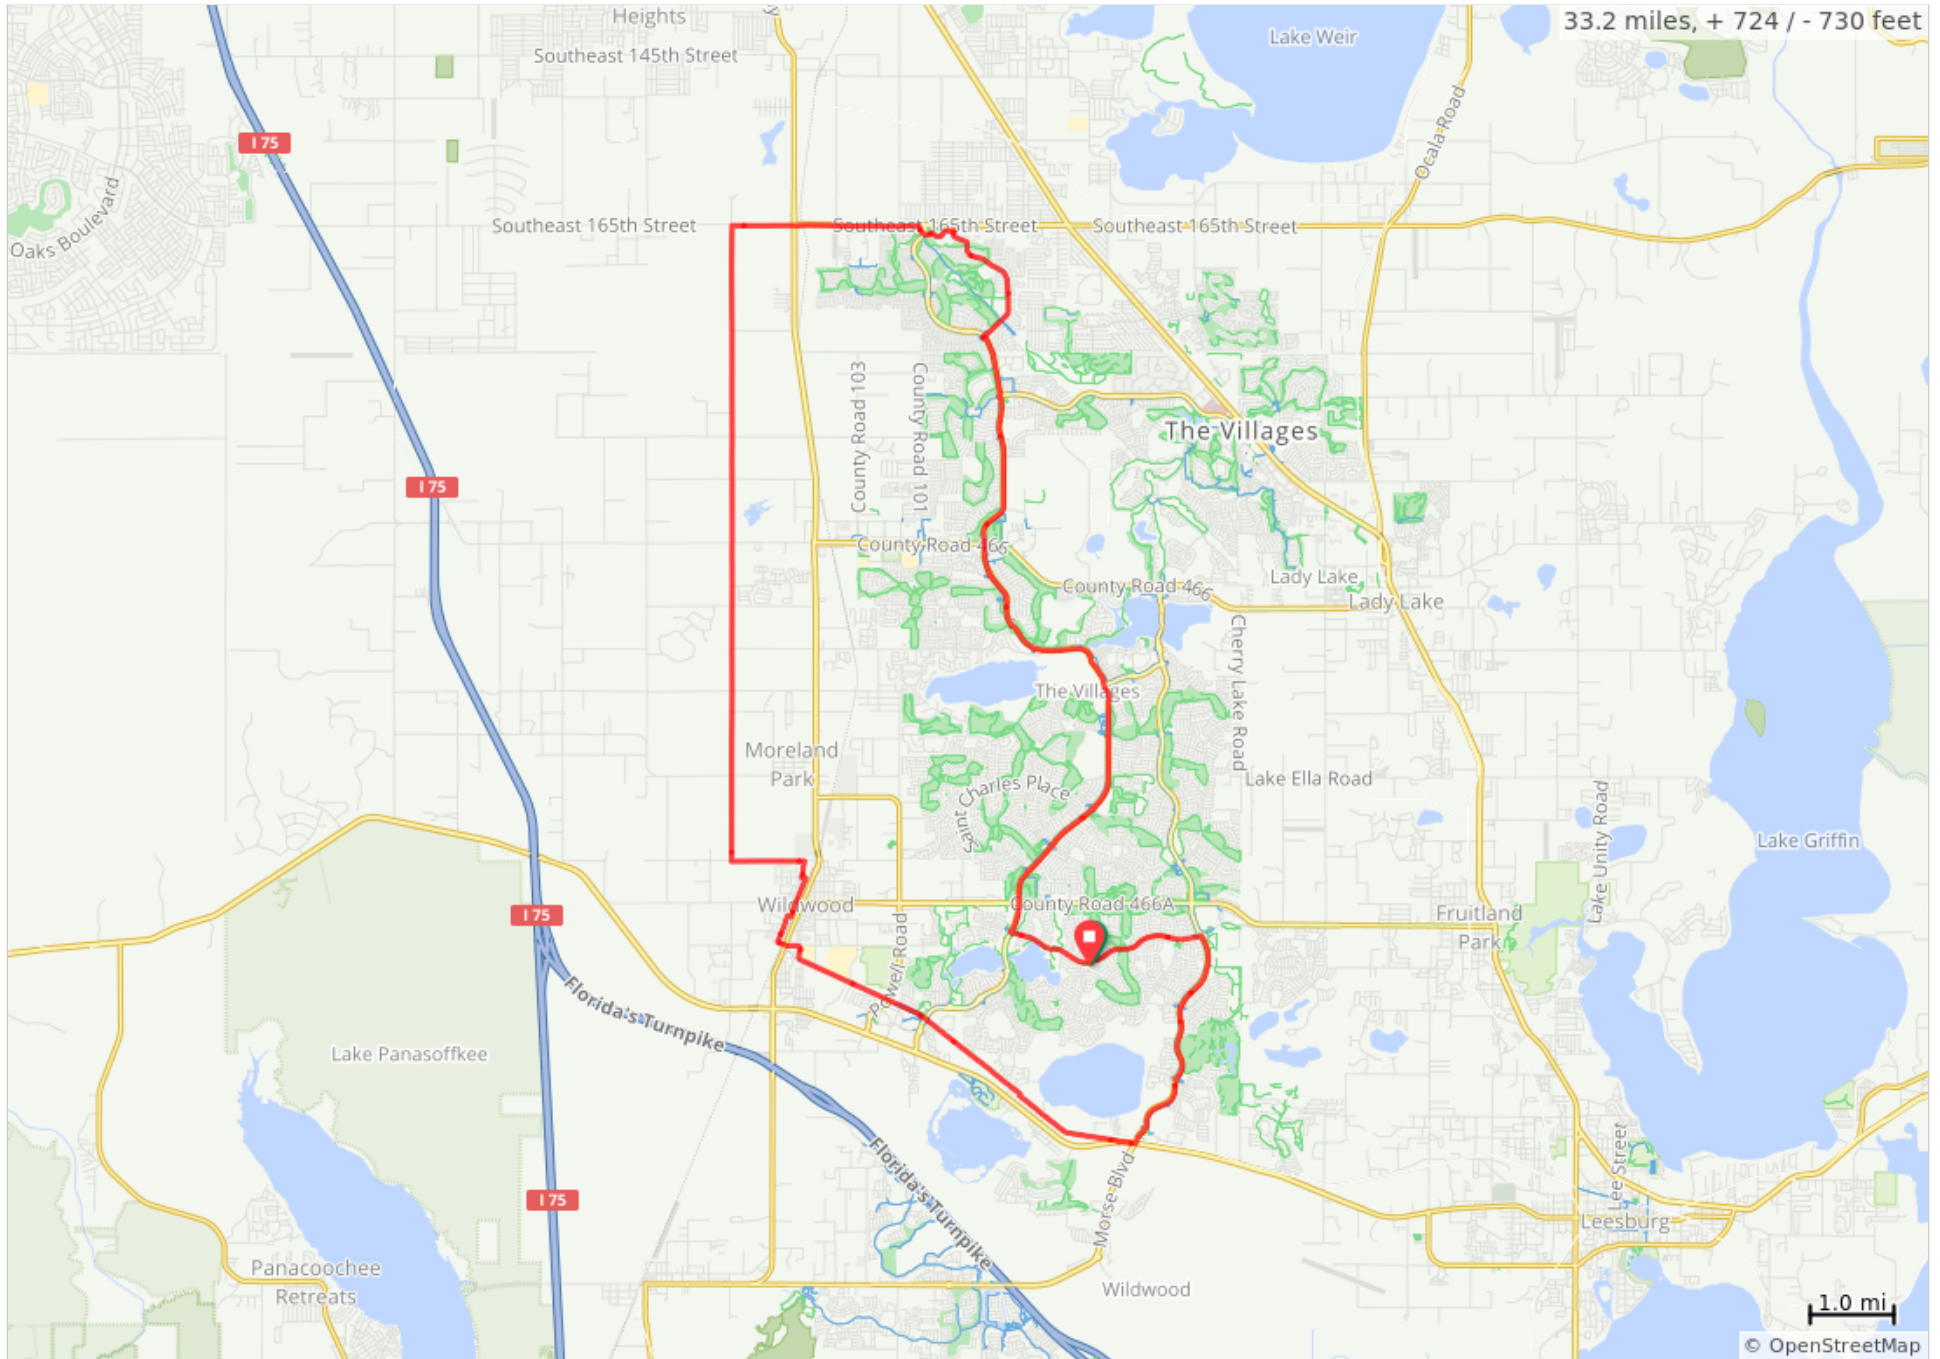 33.2 miles, + 724 / - 730 feet
Heights
Lake Weir
Southeast 145th Street
I 75
Ocala Road
Oaks Boulevard
Southeast 165th Street
Southeast 165th Street
Southeast 165th Street
County Road 103
County Road 101
The Villages
I 75
County Road 466
County Road 466
Lady Lake
Lady Lake
Cherry Lake Road
The Villages
Moreland
Park
Saint Charles Place
Lake Ella Road
Lake Unity Road
Lake Griffin
Wildwood
County Road 466A
I 75
Fruitland
Park
Powell Road
Florida's Turnpike
Lake Panasoffkee
Florida's Turnpike
Morse Blvd
Lee Street
I 75
Leesburg
Panacoochee
Retreats
Wildwood
1.0 mi
© OpenStreetMap